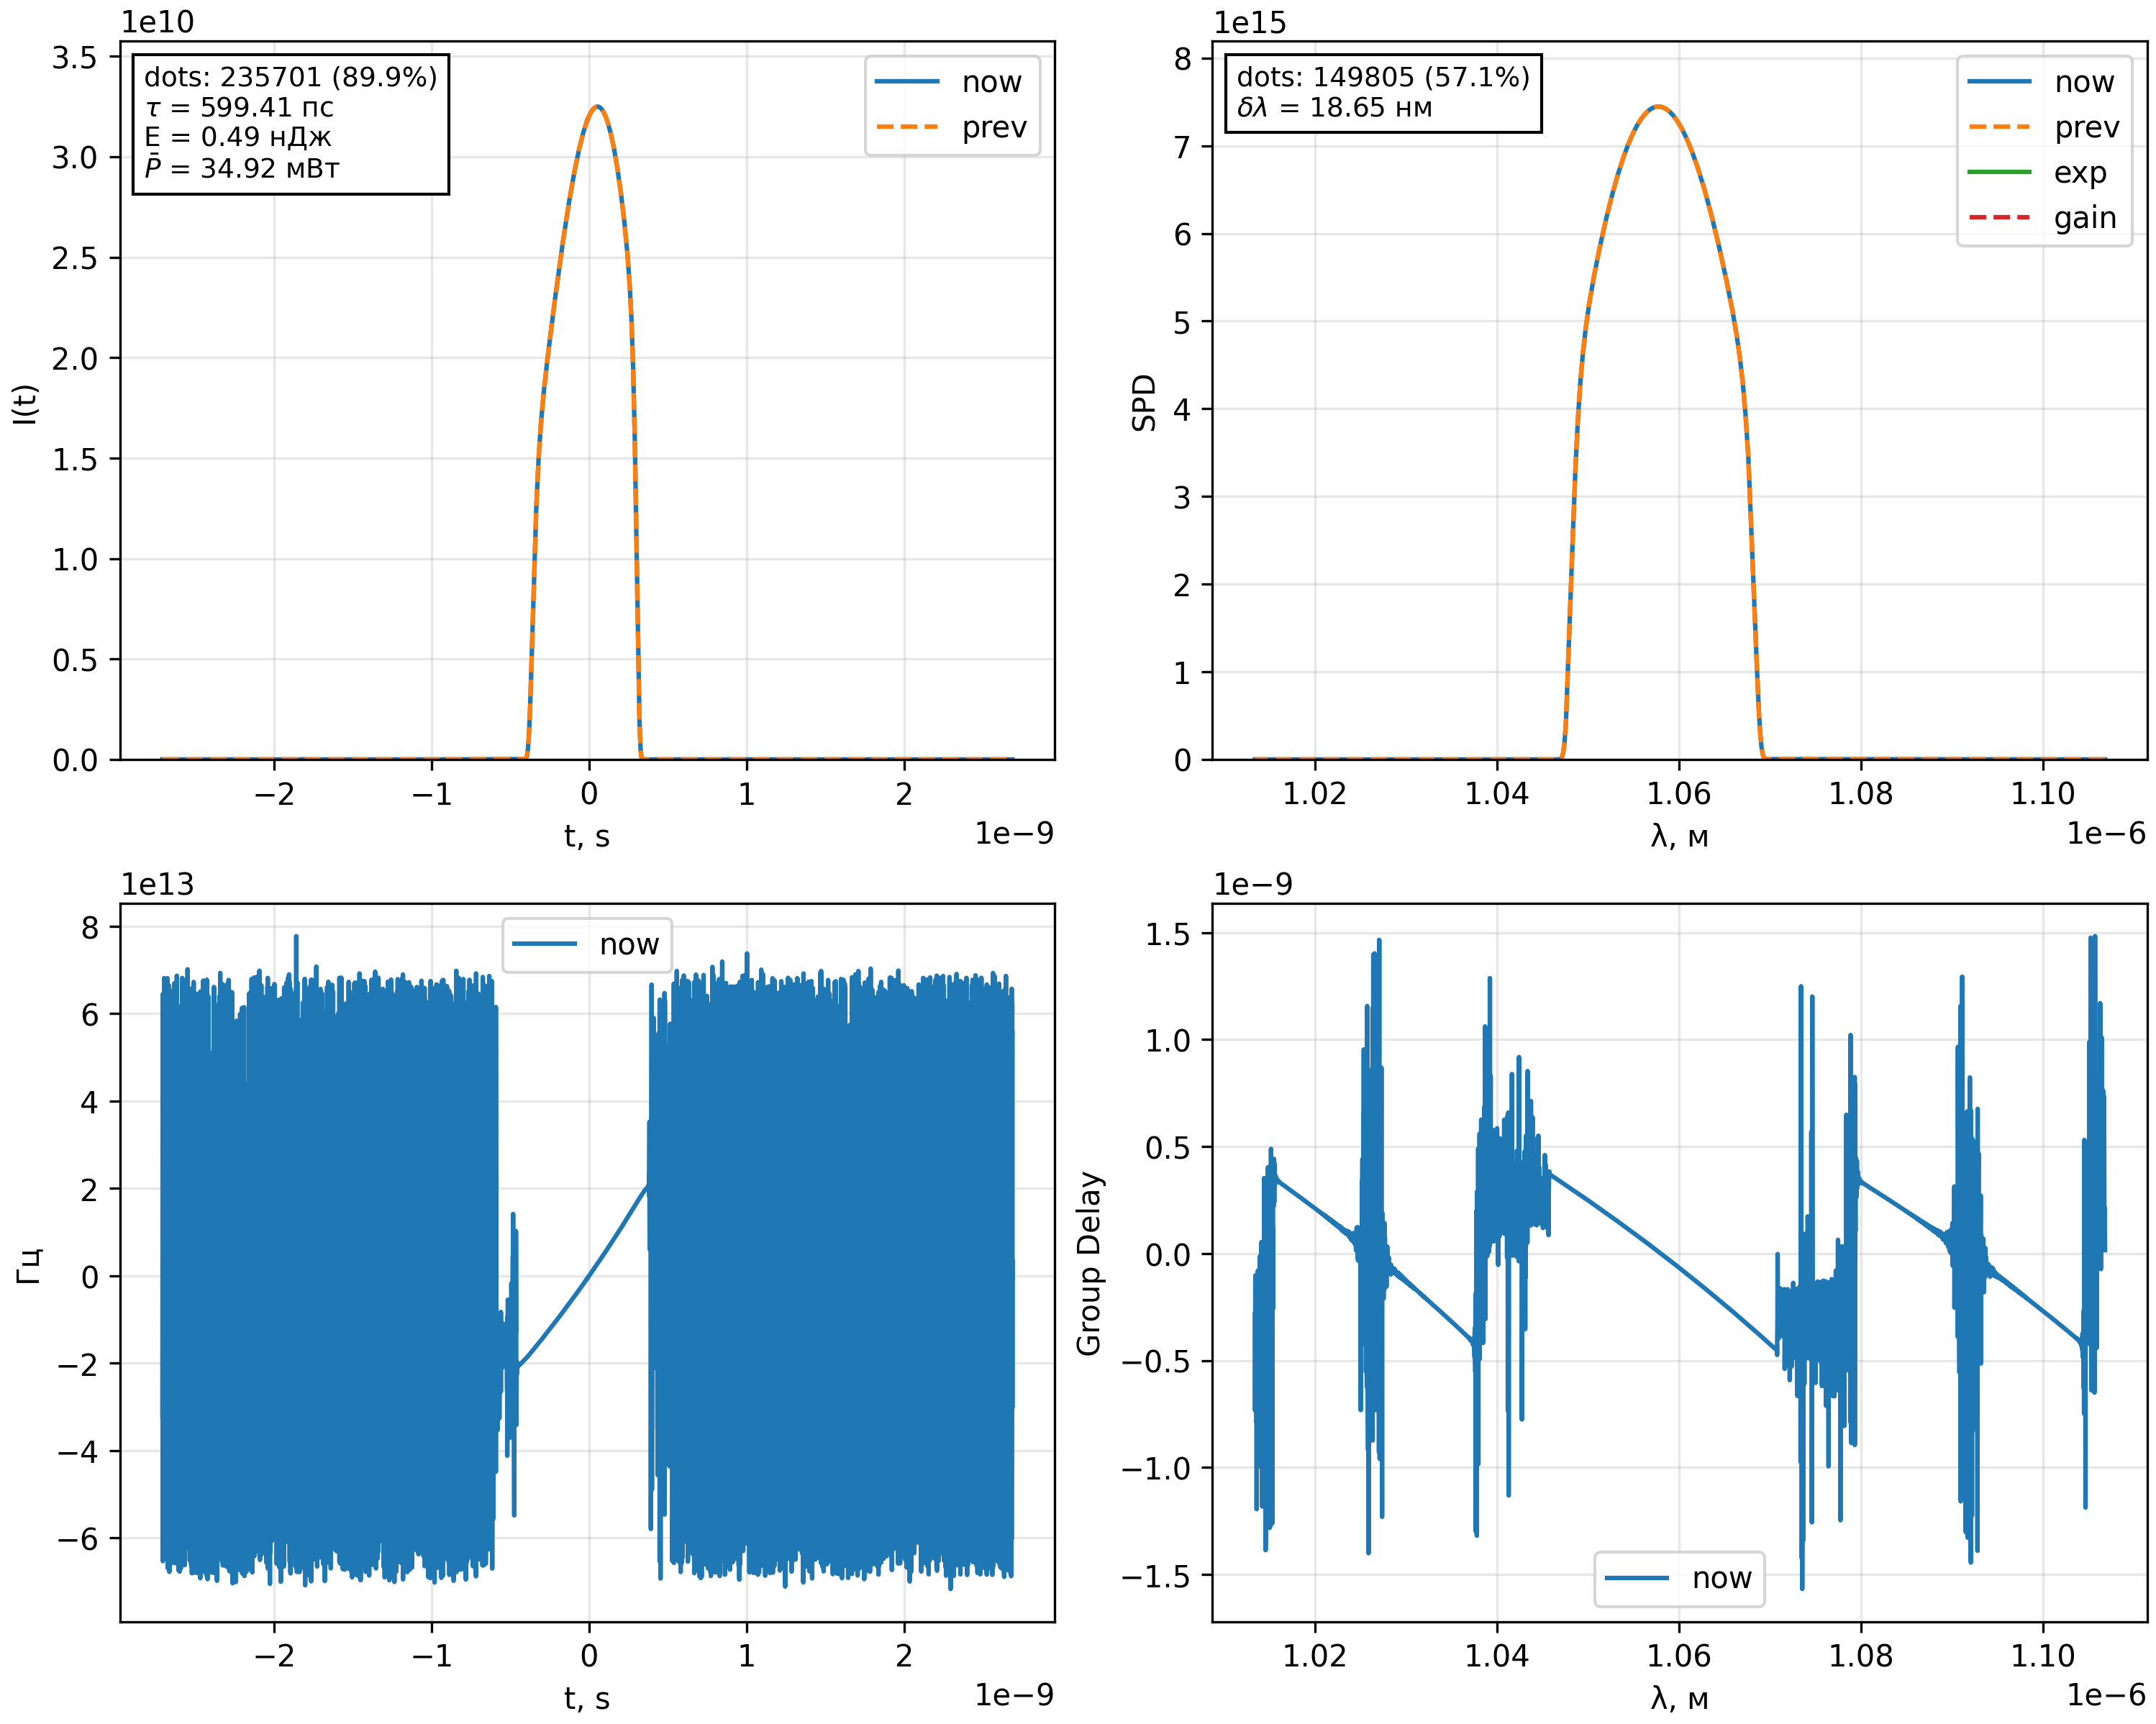 1e10
3.5
3.0
2.5
2.0
1.5
1.0
0.5
0.0
I(t)
dots: 235701 (89.9%)
τ = 599.41 пс
E = 0.49 нДж
P̄ = 34.92 мВт
now
prev
−2
−1
0
1
2
t, s
1e−9
1e15
8
7
6
5
4
3
2
1
0
SPD
dots: 149805 (57.1%)
δλ = 18.65 нм
now
prev
exp
gain
1.02
1.04
1.06
1.08
1.10
λ, м
1e−6
1e13
8
6
4
2
0
−2
−4
−6
Гц
now
−2
−1
0
1
2
t, s
1e−9
1e−9
1.5
1.0
0.5
0.0
−0.5
−1.0
−1.5
Group Delay
now
1.02
1.04
1.06
1.08
1.10
λ, м
1e−6